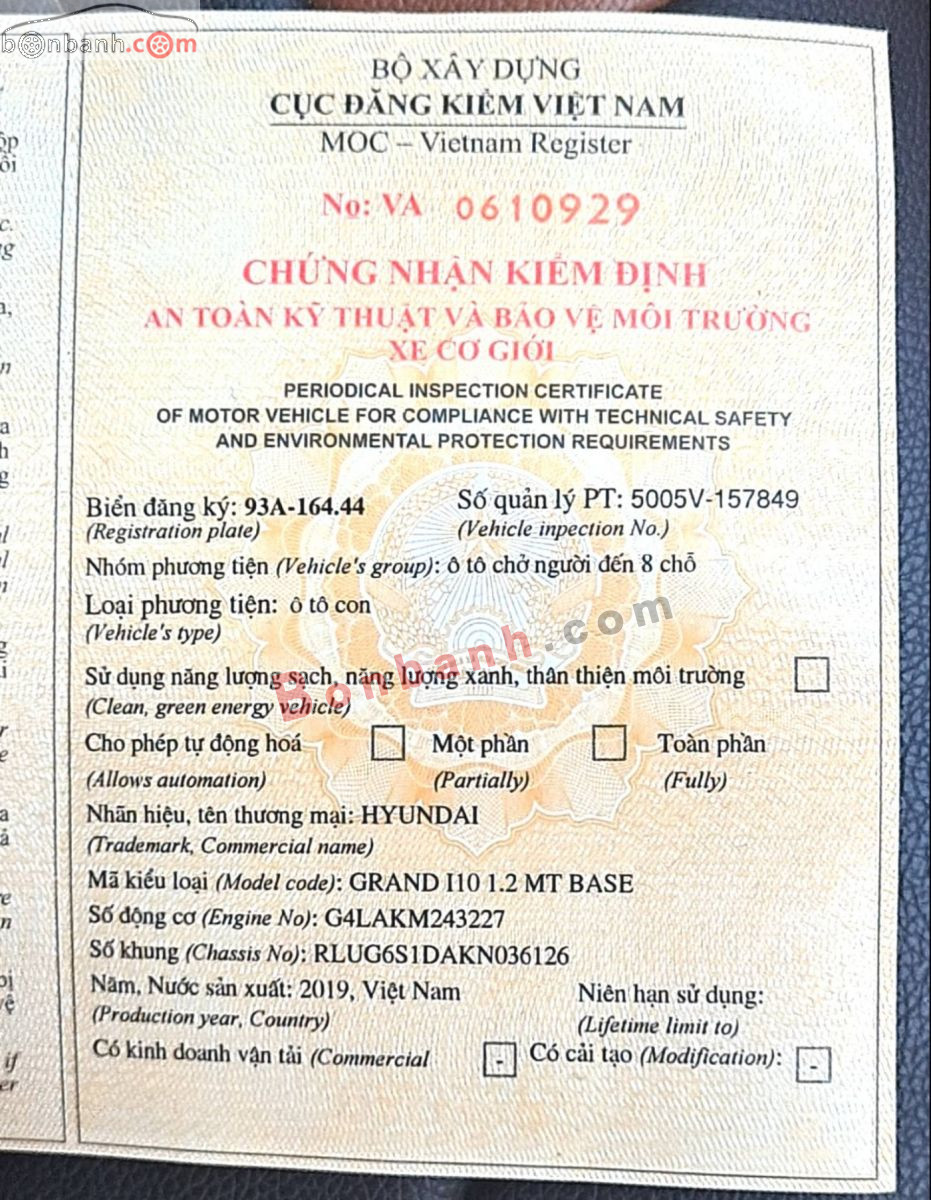 bonbanh.com
BỘ XÂY DỰNG
CỤC ĐĂNG KIỂM VIỆT NAM
MOC – Vietnam Register
No: VA 0610929
CHỨNG NHẬN KIỂM ĐỊNH
AN TOÀN KỸ THUẬT VÀ BẢO VỆ MÔI TRƯỜNG
XE CƠ GIỚI
PERIODICAL INSPECTION CERTIFICATE
OF MOTOR VEHICLE FOR COMPLIANCE WITH TECHNICAL SAFETY
AND ENVIRONMENTAL PROTECTION REQUIREMENTS
Biển đăng ký: 93A-164.44 Số quản lý PT: 5005V-157849
(Registration plate) (Vehicle inpection No.)
Nhóm phương tiện (Vehicle's group): ô tô chở người đến 8 chỗ
Loại phương tiện: ô tô con
(Vehicle's type)
Bonbanh.com
Sử dụng năng lượng sạch, năng lượng xanh, thân thiện môi trường
(Clean, green energy vehicle)
Cho phép tự động hoá Một phần Toàn phần
(Allows automation) (Partially) (Fully)
Nhãn hiệu, tên thương mại: HYUNDAI
(Trademark, Commercial name)
Mã kiểu loại (Model code): GRAND I10 1.2 MT BASE
Số động cơ (Engine No): G4LAKM243227
Số khung (Chassis No): RLUG6S1DAKN036126
Năm, Nước sản xuất: 2019, Việt Nam Niên hạn sử dụng:
(Production year, Country) (Lifetime limit to)
Có kinh doanh vận tải (Commercial - Có cải tạo (Modification): -